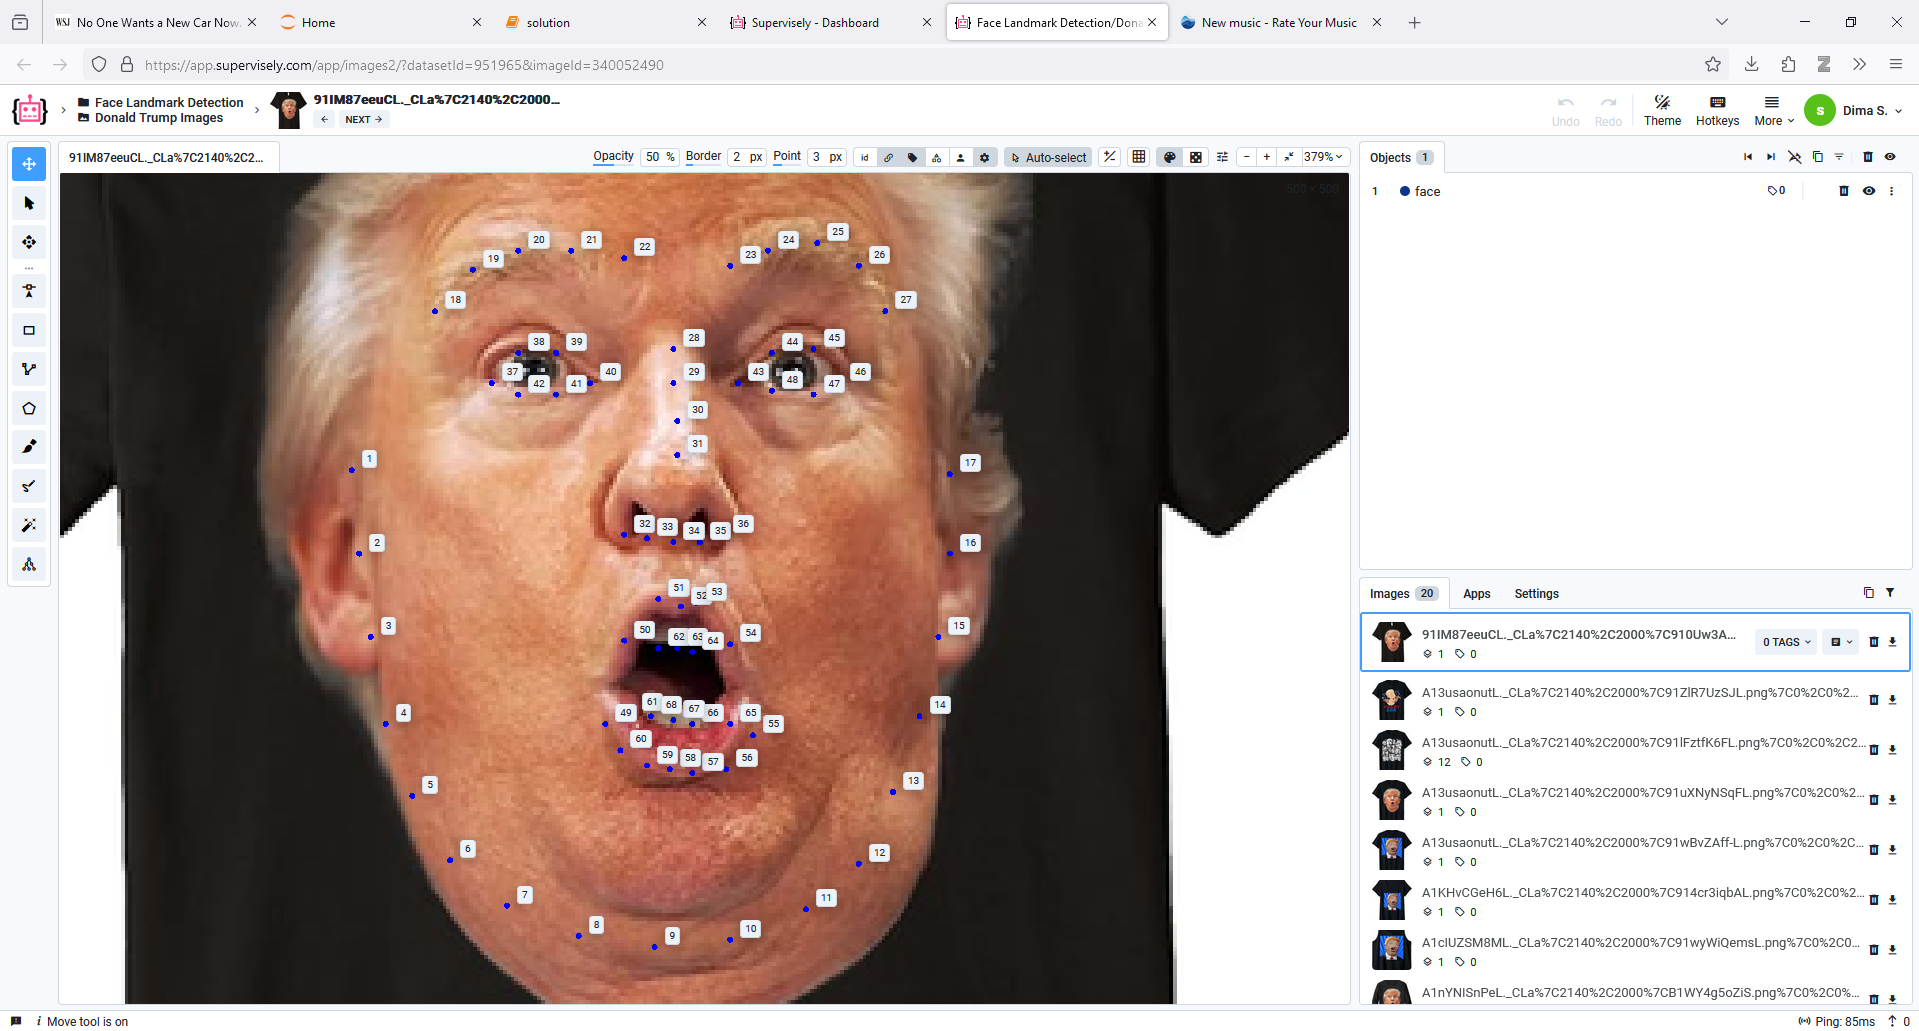 WSJ No One Wants a New Car Now.
Home
solution
Supervisely - Dashboard
Face Landmark Detection/Dona
New music - Rate Your Music
https://app.supervisely.com/app/images2/?datasetId=951965&imageId=340052490
Face Landmark Detection
Donald Trump Images
91IM87eeuCL._CLa%7C2140%2C2000...
NEXT
Undo
Redo
Theme
Hotkeys
More
S
Dima S.
91IM87eeuCL._CLa%7C2140%2C2...
Opacity 50 % Border 2 px Point 3 px id Auto-select 379%
500 × 500
25
20 21 24
22
19 23 26
18 27
28 45
38 39 44
37 40 29 43 46
42 41 48 47
30
31
1 17
32 33 34 35 36
2 16
51 52 53
3 50 62 63 64 54 15
61 68 67 66 65
4 49 55 14
60
59 58 57 56
5 13
6 12
7 11
8 9 10
Objects 1
1 face 0
Images 20 Apps Settings
91IM87eeuCL._CLa%7C2140%2C2000%7C910Uw3A...
1 0
0 TAGS
A13usaonutL._CLa%7C2140%2C2000%7C91ZlR7UzSJL.png%7C0%2C0%2...
1 0
A13usaonutL._CLa%7C2140%2C2000%7C91lFztfK6FL.png%7C0%2C0%2C2...
12 0
A13usaonutL._CLa%7C2140%2C2000%7C91uXNyNSqFL.png%7C0%2C0%2...
1 0
A13usaonutL._CLa%7C2140%2C2000%7C91wBvZAff-L.png%7C0%2C0%2C...
1 0
A1KHvCGeH6L._CLa%7C2140%2C2000%7C914cr3iqbAL.png%7C0%2C0%2...
1 0
A1cIUZSM8ML._CLa%7C2140%2C2000%7C91wyWiQemsL.png%7C0%2C0...
1 0
A1nYNISnPeL._CLa%7C2140%2C2000%7CB1WY4g5oZiS.png%7C0%2C0%...
Move tool is on
Ping: 85ms
0